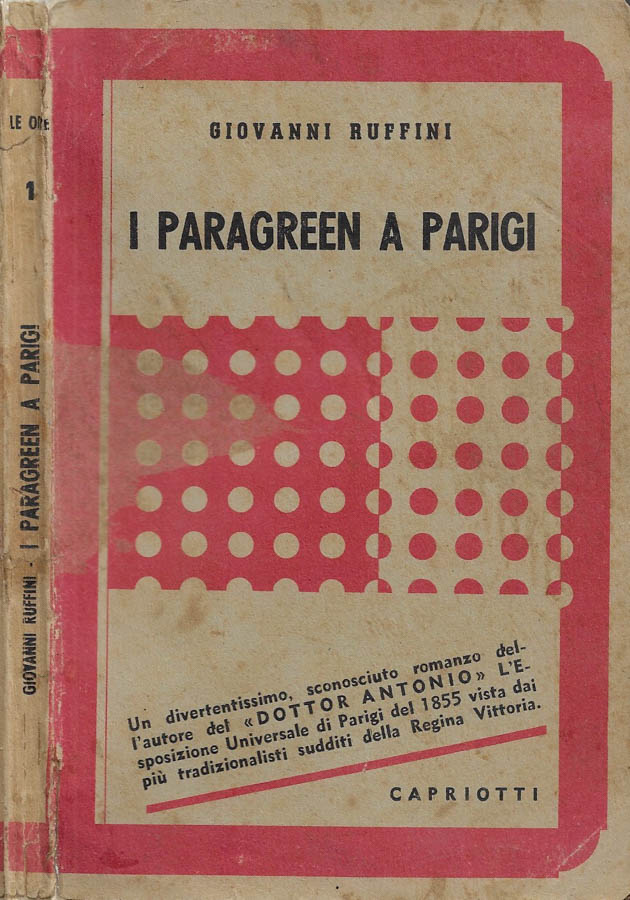 LE ORE
1
GIOVANNI RUFFINI - I PARAGREEN A PARIGI
GIOVANNI RUFFINI
I PARAGREEN A PARIGI
Un divertentissimo, sconosciuto romanzo del-
l'autore del «DOTTOR ANTONIO» L'E-
sposizione Universale di Parigi del 1855 vista dai
più tradizionalisti sudditi della Regina Vittoria.
CAPRIOTTI